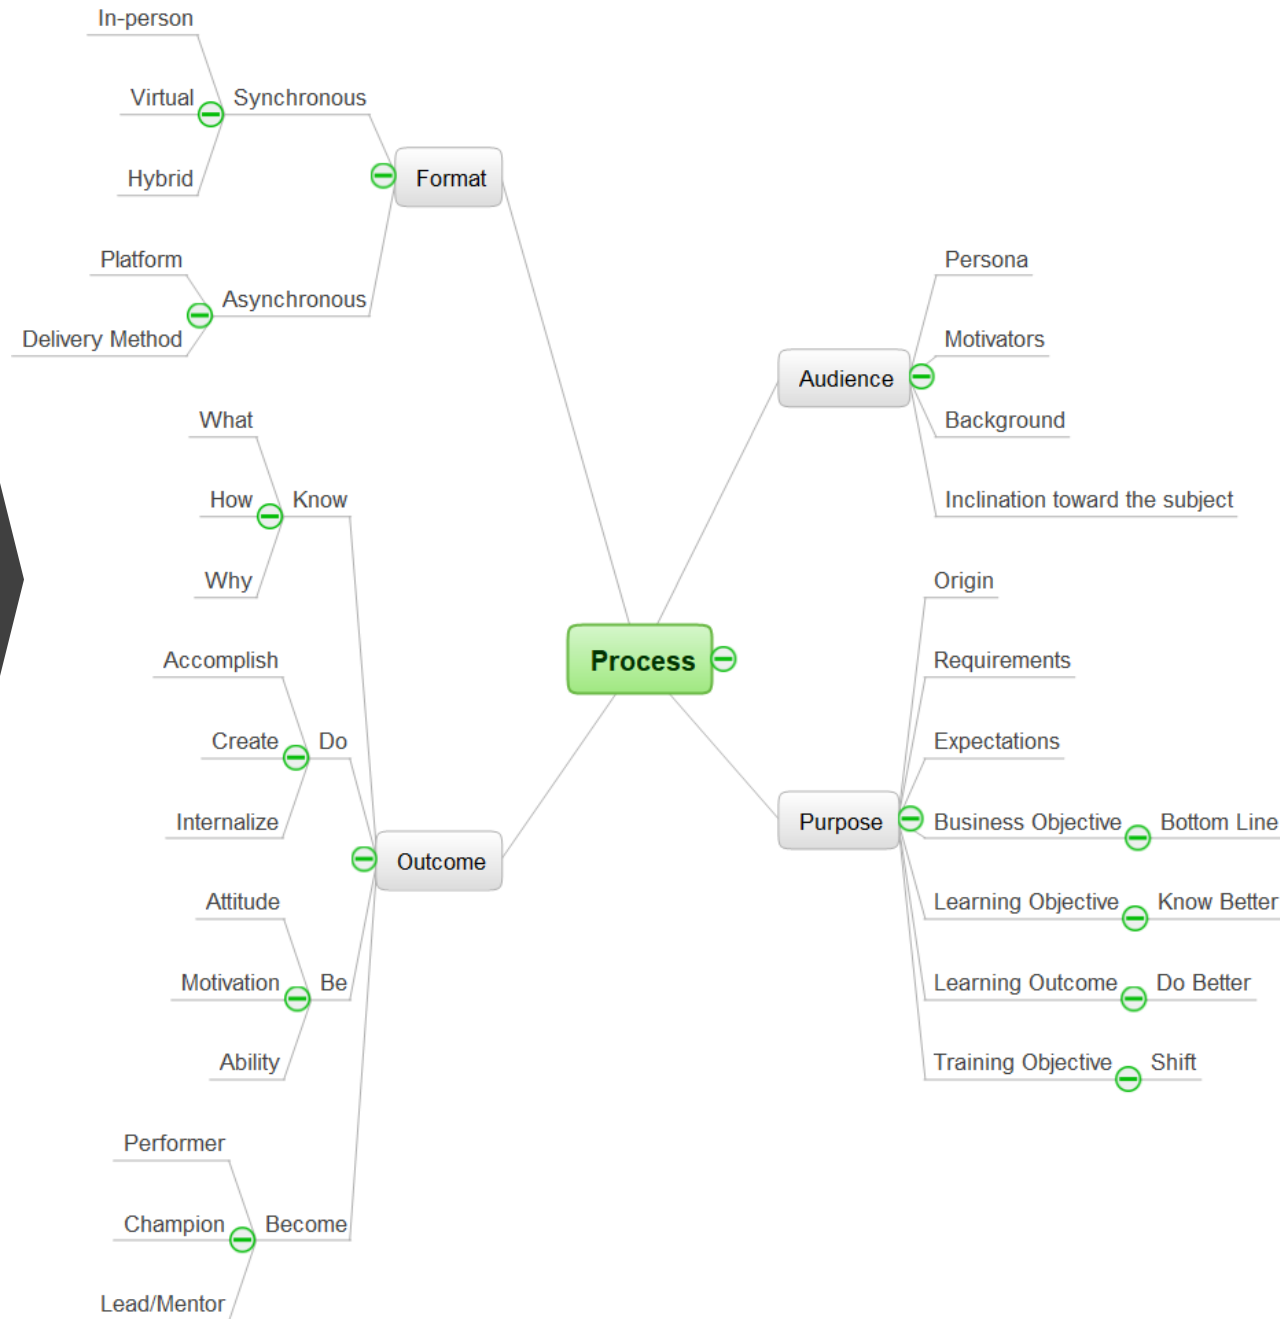 In-person
Virtual
Synchronous
Hybrid
Format
Platform
Asynchronous
Delivery Method
What
How
Know
Why
Accomplish
Create
Do
Internalize
Outcome
Attitude
Motivation
Be
Ability
Performer
Champion
Become
Lead/Mentor
Process
Persona
Motivators
Audience
Background
Inclination toward the subject
Origin
Requirements
Expectations
Purpose
Business Objective
Bottom Line
Learning Objective
Know Better
Learning Outcome
Do Better
Training Objective
Shift